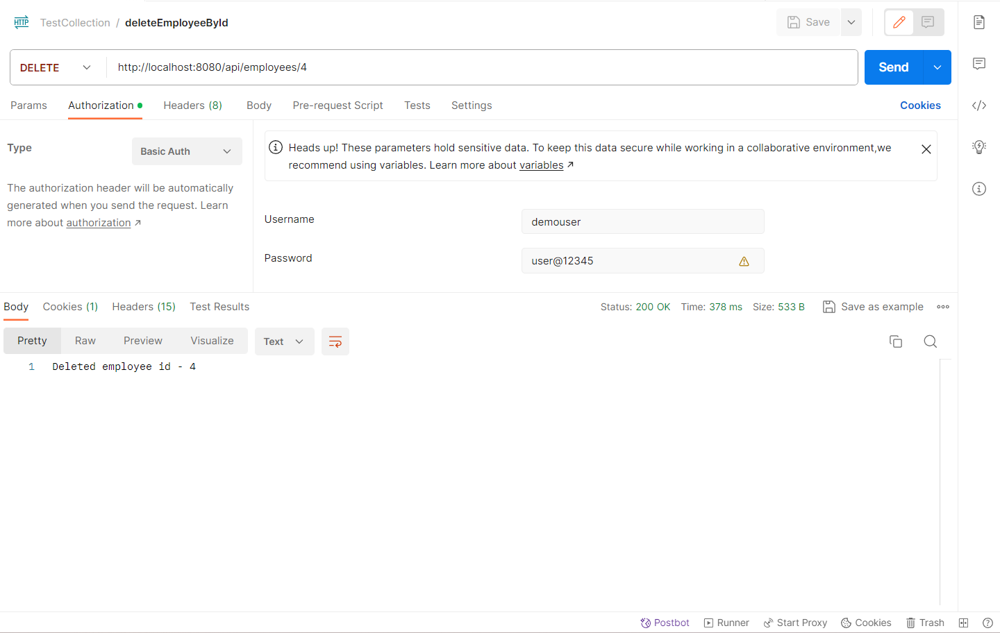 HTTP TestCollection / deleteEmployeeById Save
DELETE http://localhost:8080/api/employees/4 Send
Params Authorization Headers (8) Body Pre-request Script Tests Settings Cookies
Type Basic Auth
The authorization header will be automatically
generated when you send the request. Learn
more about authorization ↗
Heads up! These parameters hold sensitive data. To keep this data secure while working in a collaborative environment,we
recommend using variables. Learn more about variables ↗
Username demouser
Password user@12345
Body Cookies (1) Headers (15) Test Results Status: 200 OK Time: 378 ms Size: 533 B Save as example
Pretty Raw Preview Visualize Text
1 Deleted employee id - 4
Postbot Runner Start Proxy Cookies Trash